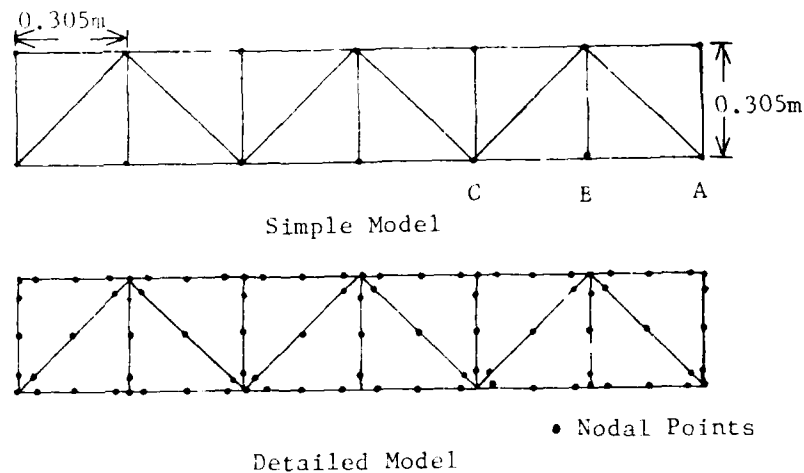 0.305m
0.305m
C B A
Simple Model
• Nodal Points
Detailed Model